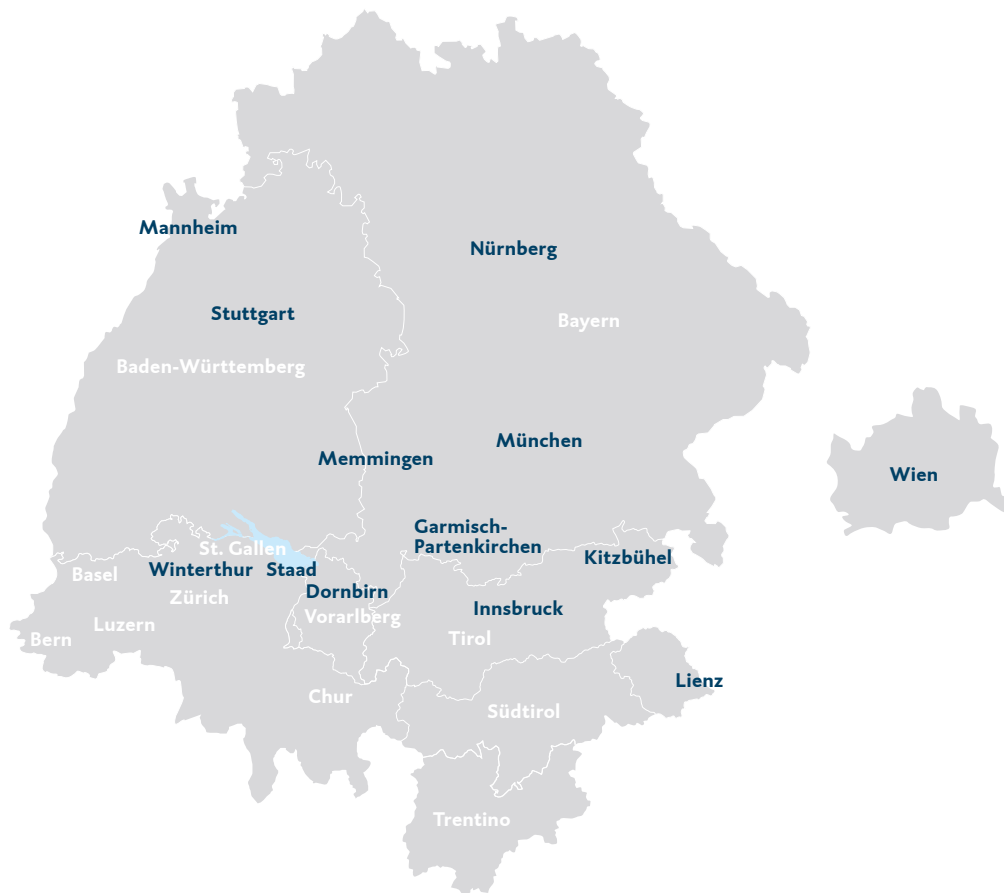 Mannheim
Nürnberg
Stuttgart
Bayern
Baden-Württemberg
München
Memmingen
Wien
Garmisch-
Partenkirchen
St. Gallen
Kitzbühel
Basel
Winterthur
Staad
Dornbirn
Zürich
Innsbruck
Vorarlberg
Luzern
Bern
Tirol
Lienz
Chur
Südtirol
Trentino